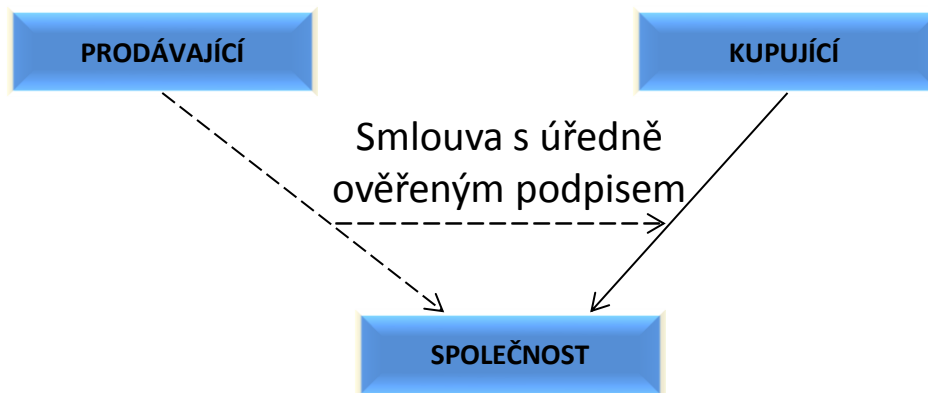 PRODÁVAJÍCÍ
KUPUJÍCÍ
Smlouva s úředně
ověřeným podpisem
SPOLEČNOST